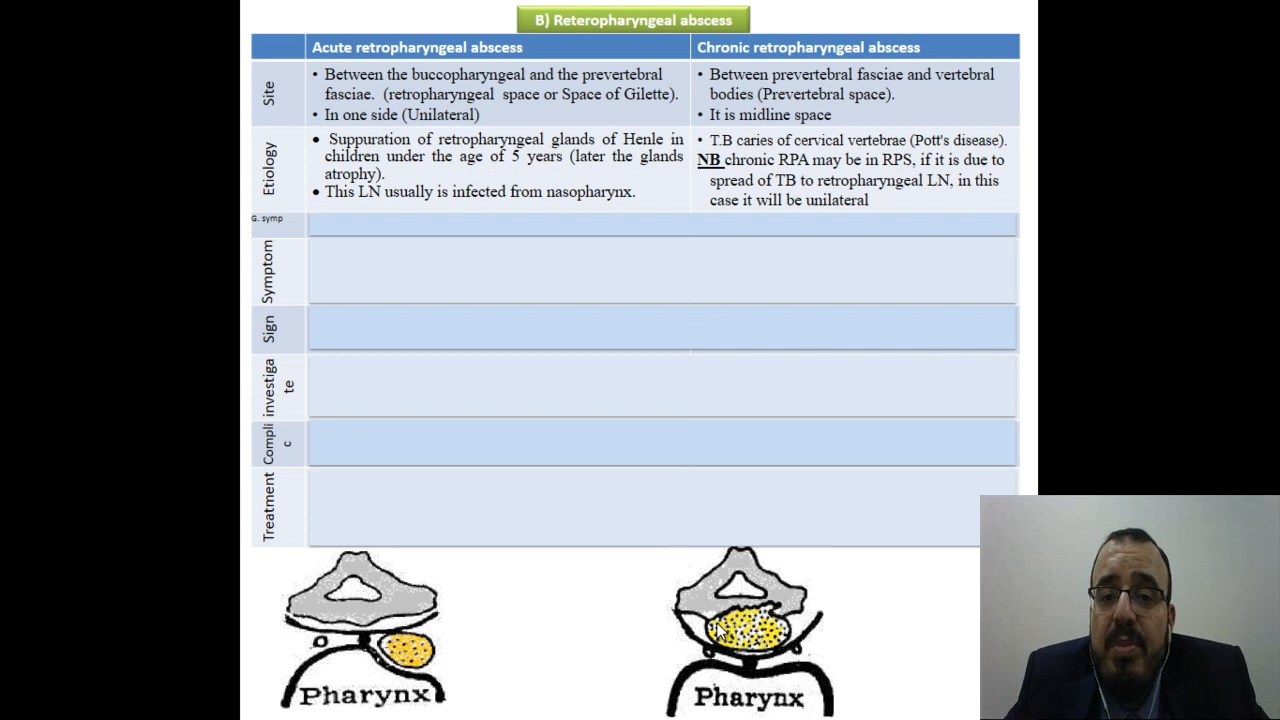 B) Reteropharyngeal abscess
Acute retropharyngeal abscess
Chronic retropharyngeal abscess
Site
• Between the buccopharyngeal and the prevertebral
fasciae. (retropharyngeal space or Space of Gilette).
• In one side (Unilateral)
• Between prevertebral fasciae and vertebral
bodies (Prevertebral space).
• It is midline space
Etiology
• Suppuration of retropharyngeal glands of Henle in
children under the age of 5 years (later the glands
atrophy).
• This LN usually is infected from nasopharynx.
• T.B caries of cervical vertebrae (Pott's disease).
NB chronic RPA may be in RPS, if it is due to
spread of TB to retropharyngeal LN, in this
case it will be unilateral
G. symp
Symptom
Sign
investiga
te
Compli
c
Treatment
Pharynx
Pharynx